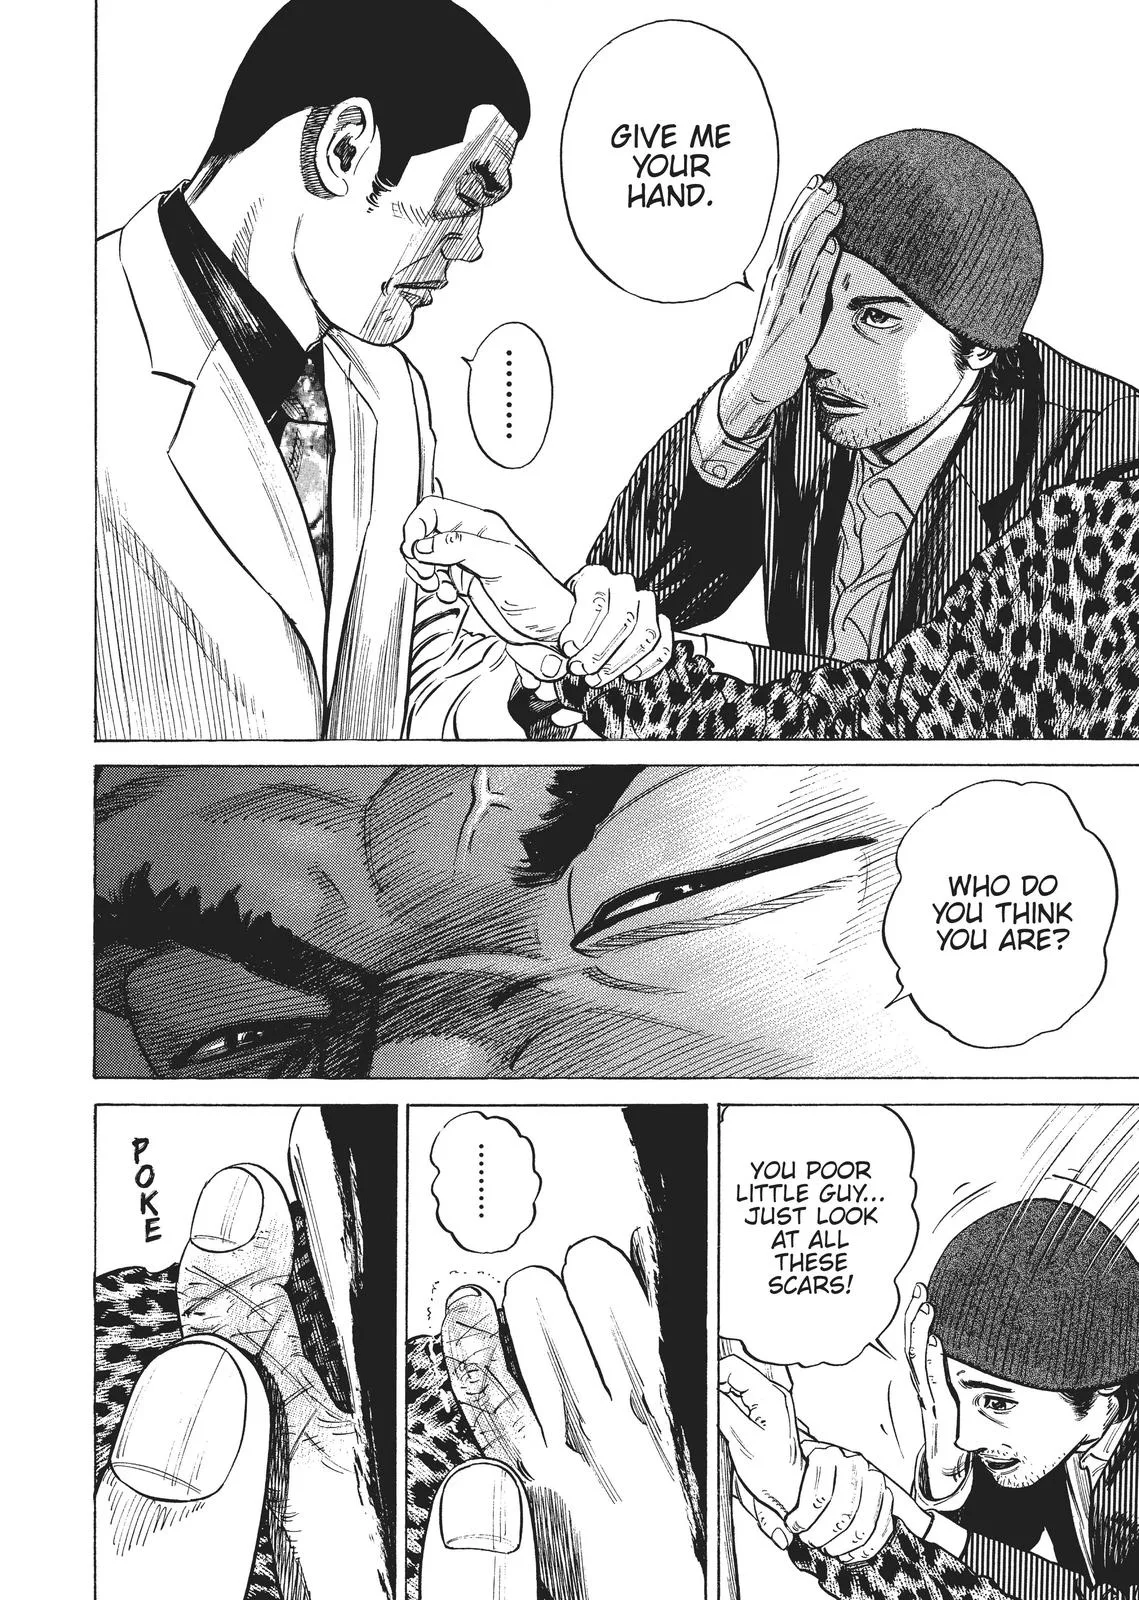 GIVE ME
YOUR
HAND.
........
WHO DO
YOU THINK
YOU ARE?
YOU POOR
LITTLE GUY...
JUST LOOK
AT ALL
THESE
SCARS!
........
POKE